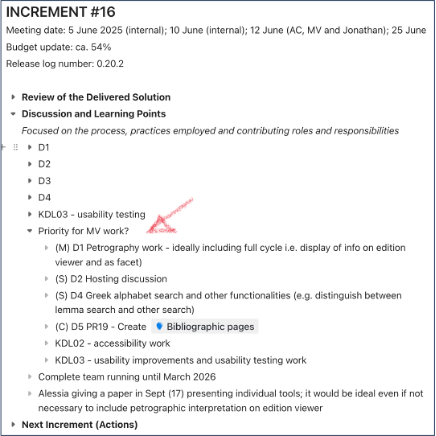 INCREMENT #16
Meeting date: 5 June 2025 (internal); 10 June (internal); 12 June (AC, MV and Jonathan); 25 June
Budget update: ca. 54%
Release log number: 0.20.2
Review of the Delivered Solution
Discussion and Learning Points
Focused on the process, practices employed and contributing roles and responsibilities
D1
D2
D3
D4
KDL03 - usability testing
Priority for MV work?
(M) D1 Petrography work - ideally including full cycle i.e. display of info on edition
viewer and as facet)
(S) D2 Hosting discussion
(S) D4 Greek alphabet search and other functionalities (e.g. distinguish between
lemma search and other search)
(C) D5 PR19 - Create Bibliographic pages
KDL02 - accessibility work
KDL03 - usability improvements and usability testing work
Complete team running until March 2026
Alessia giving a paper in Sept (17) presenting individual tools; it would be ideal even if not
necessary to include petrographic interpretation on edition viewer
Next Increment (Actions)